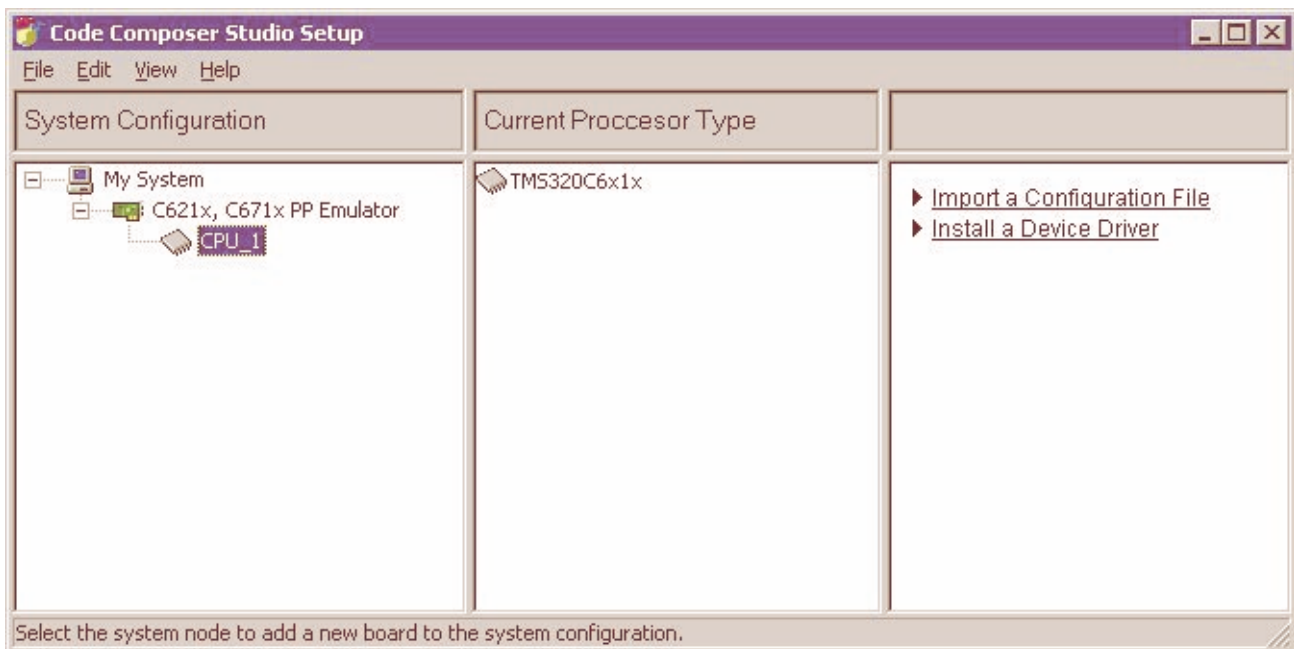 Code Composer Studio Setup
File Edit View Help
System Configuration
Current Proccesor Type
My System
C621x, C671x PP Emulator
CPU_1
TMS320C6x1x
Import a Configuration File
Install a Device Driver
Select the system node to add a new board to the system configuration.